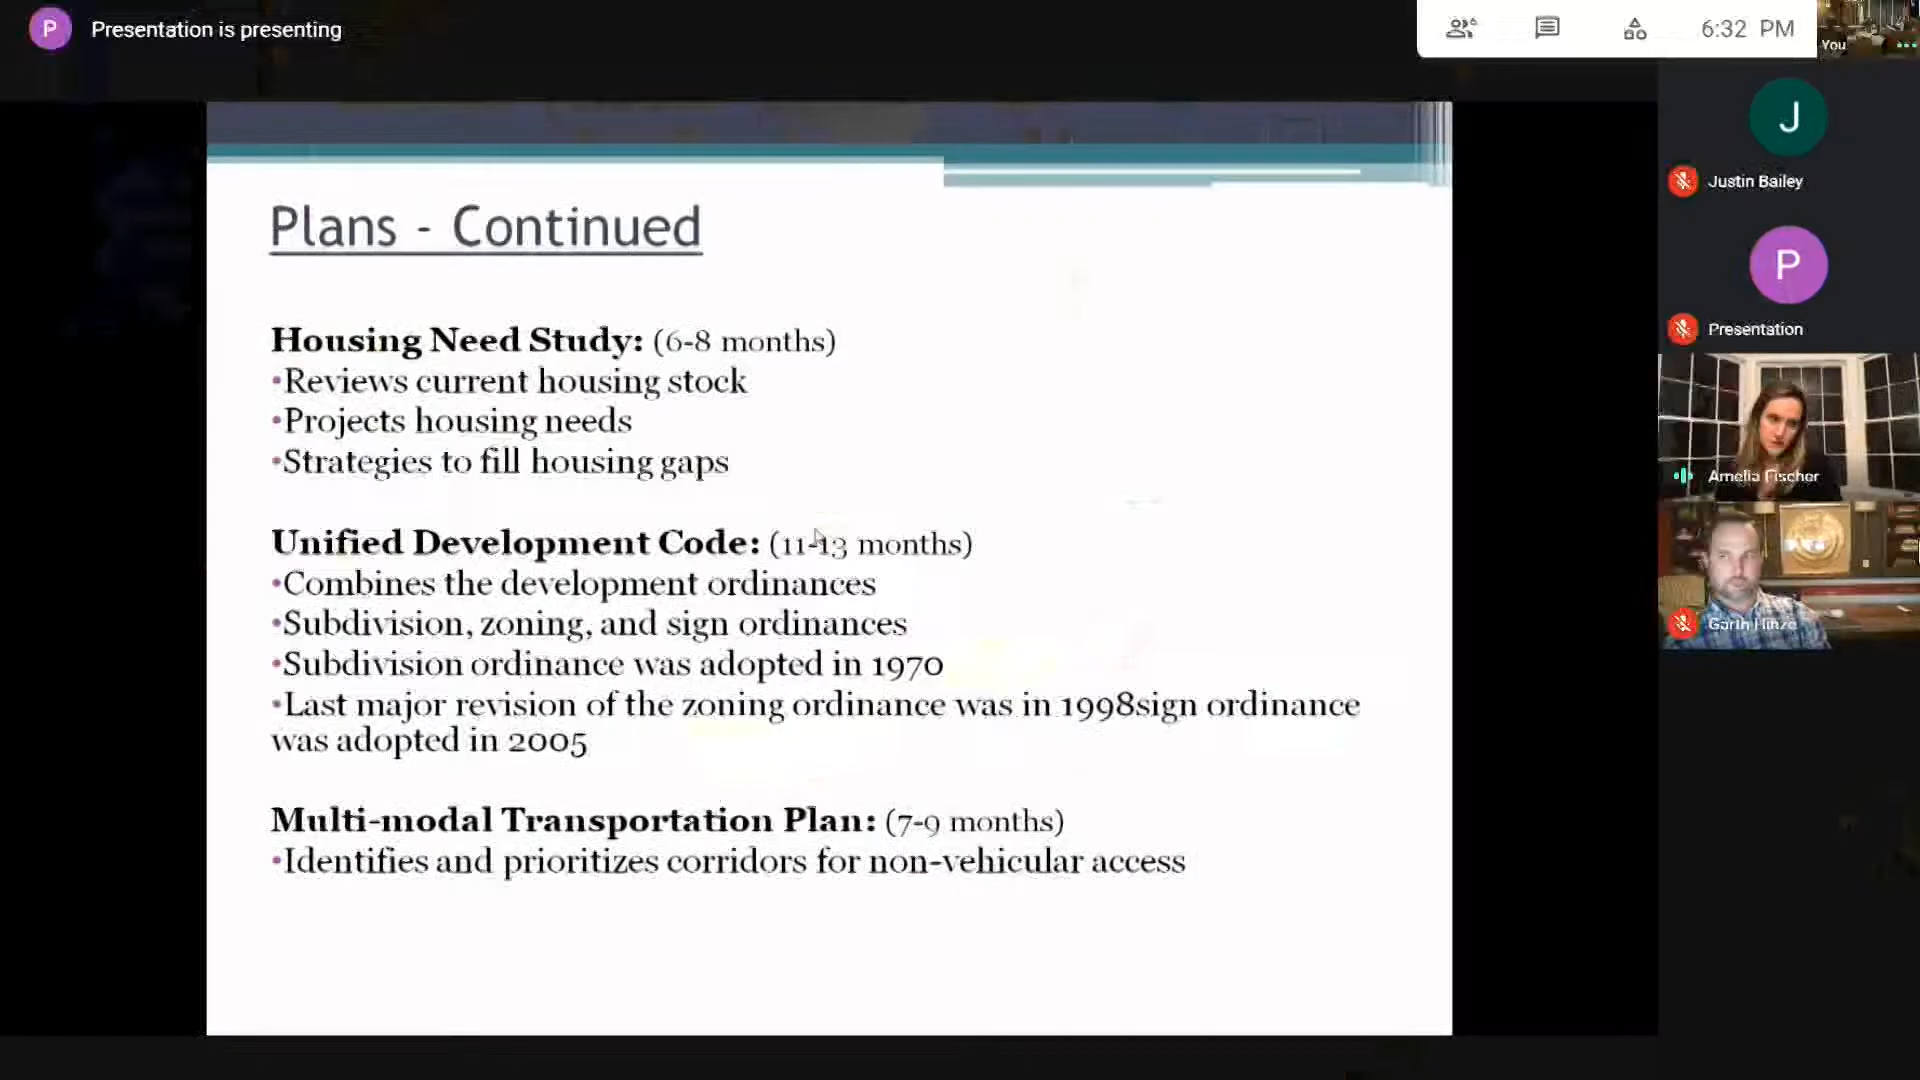 P Presentation is presenting
6 6:32 PM
You
J
Justin Bailey
P
Presentation
Amelia Fischer
Garth Hinze
Plans - Continued
Housing Need Study: (6-8 months)
•Reviews current housing stock
•Projects housing needs
•Strategies to fill housing gaps
Unified Development Code: (11-13 months)
•Combines the development ordinances
•Subdivision, zoning, and sign ordinances
•Subdivision ordinance was adopted in 1970
•Last major revision of the zoning ordinance was in 1998sign ordinance
was adopted in 2005
Multi-modal Transportation Plan: (7-9 months)
•Identifies and prioritizes corridors for non-vehicular access